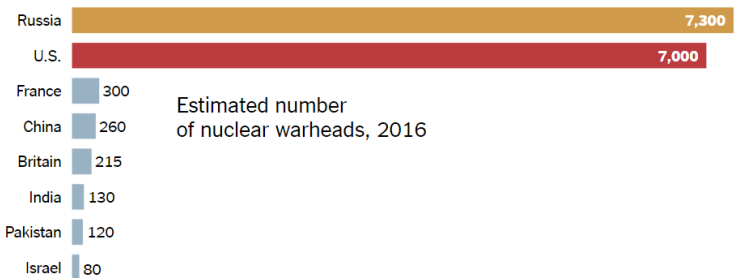 Russia 7,300
U.S. 7,000
France 300
Estimated number
China 260
of nuclear warheads, 2016
Britain 215
India 130
Pakistan 120
Israel 80